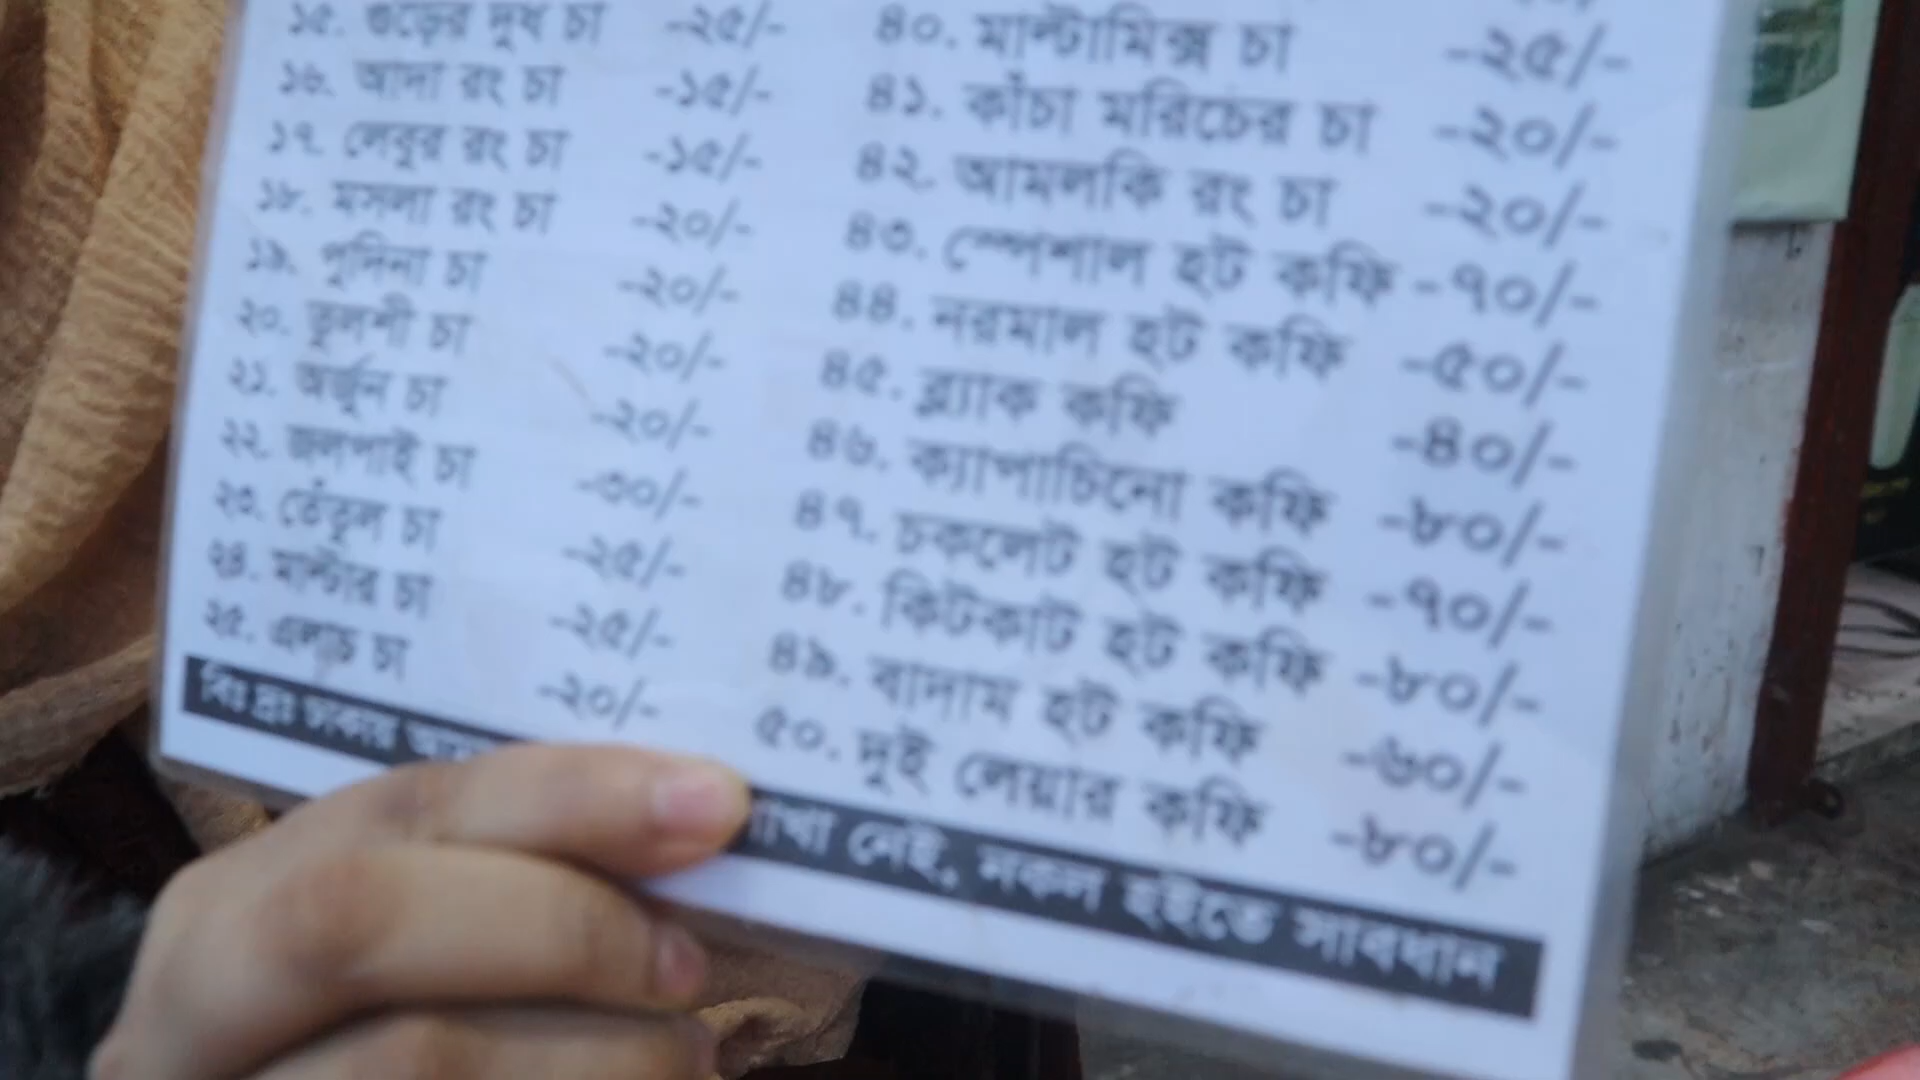 ১৫. গুড়ের দুধ চা -২৫/-
১৬. আদা রং চা -১৫/-
১৭. লেবুর রং চা -১৫/-
১৮. মসলা রং চা -২০/-
১৯. পুদিনা চা -২০/-
২০. তুলশী চা -২০/-
২১. অর্জুন চা -২০/-
২২. জলপাই চা -৩০/-
২৩. তেঁতুল চা -২৫/-
২৪. মাল্টার চা -২৫/-
২৫. এলাচ চা -২০/-
৪০. মাল্টামিক্স চা -২৫/-
৪১. কাঁচা মরিচের চা -২০/-
৪২. আমলকি রং চা -২০/-
৪৩. স্পেশাল হট কফি -৭০/-
৪৪. নরমাল হট কফি -৫০/-
৪৫. ব্ল্যাক কফি -৪০/-
৪৬. ক্যাপাচিনো কফি -৮০/-
৪৭. চকলেট হট কফি -৭০/-
৪৮. কিটকাট হট কফি -৮০/-
৪৯. বাদাম হট কফি -৬০/-
৫০. দুই লেয়ার কফি -৮০/-
বিঃ দ্রঃ ঢাকায় নেই, নকল হইতে সাবধান